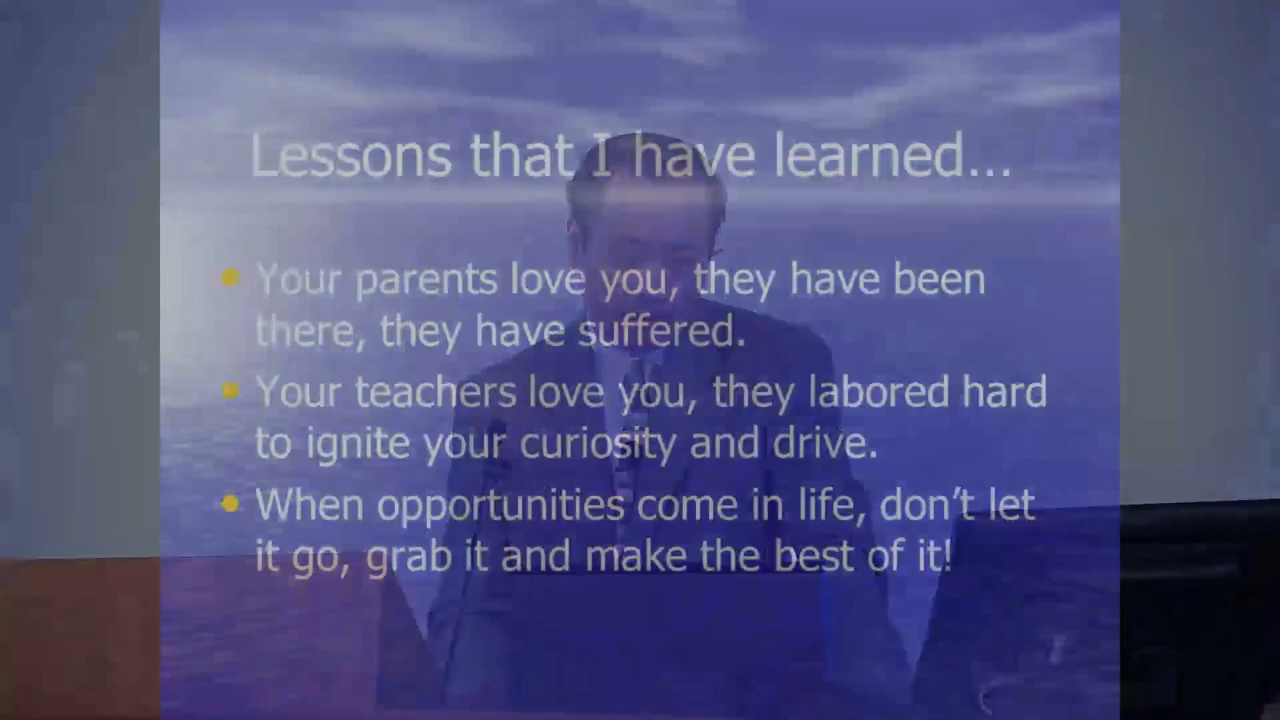 Lessons that I have learned...
• Your parents love you, they have been
there, they have suffered.
• Your teachers love you, they labored hard
to ignite your curiosity and drive.
• When opportunities come in life, don’t let
it go, grab it and make the best of it!